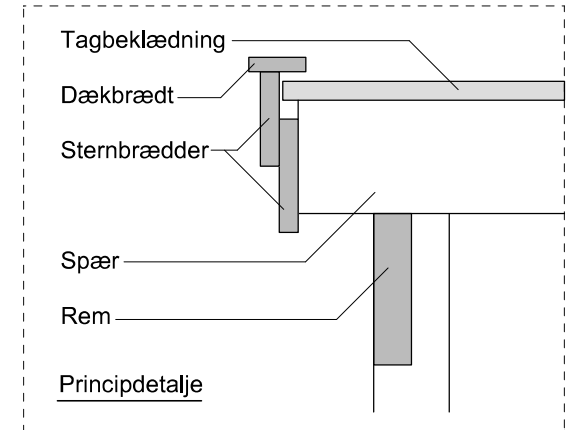 Tagbeklædning
Dækbrædt
Sternbrædder
Spær
Rem
Principdetalje